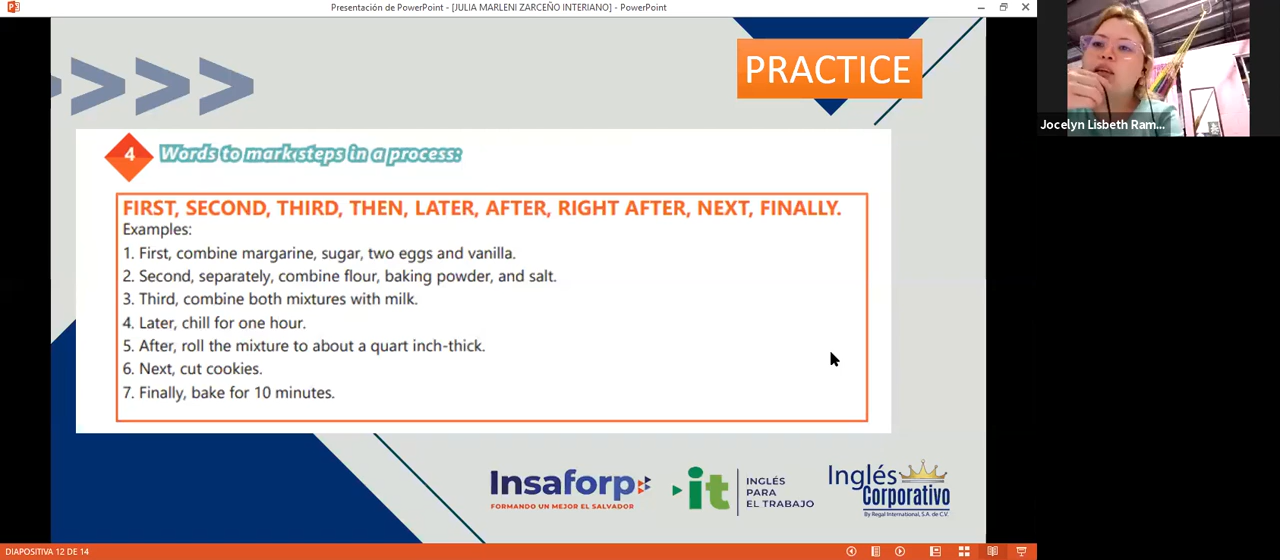 Presentación de PowerPoint - [JULIA MARLENI ZARCEÑO INTERIANO] - PowerPoint
PRACTICE
Jocelyn Lisbeth Ram...
4 Words to mark steps in a process:
FIRST, SECOND, THIRD, THEN, LATER, AFTER, RIGHT AFTER, NEXT, FINALLY.
Examples:
1. First, combine margarine, sugar, two eggs and vanilla.
2. Second, separately, combine flour, baking powder, and salt.
3. Third, combine both mixtures with milk.
4. Later, chill for one hour.
5. After, roll the mixture to about a quart inch-thick.
6. Next, cut cookies.
7. Finally, bake for 10 minutes.
Insaforp
FORMANDO UN MEJOR EL SALVADOR
it
INGLÉS
PARA
EL TRABAJO
Inglés
Corporativo
By Regal International, S.A. de C.V.
DIAPOSITIVA 12 DE 14